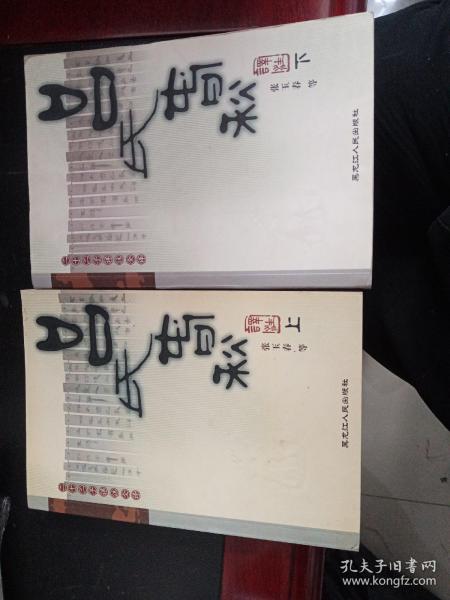 吕氏春秋
譯注
下
张玉春 等
黑龙江人民出版社
吕氏春秋
譯注
上
张玉春 等
黑龙江人民出版社
孔夫子旧书网
www.kongfz.com